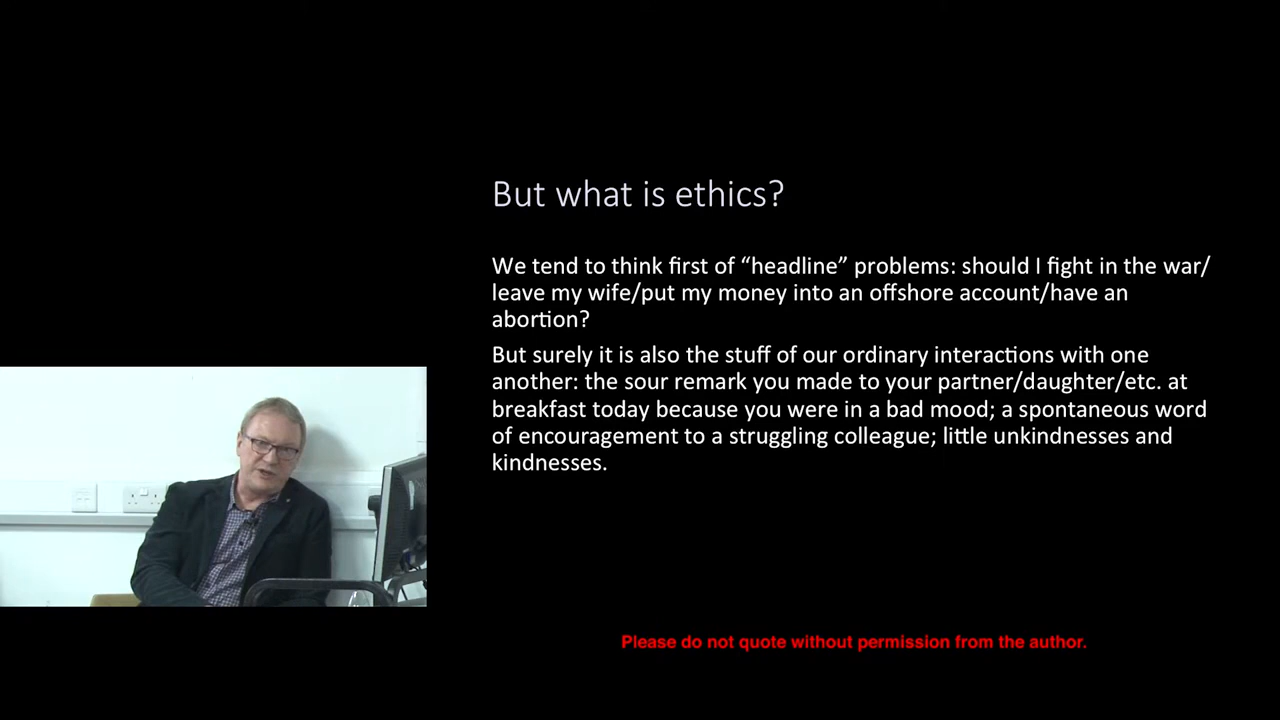 But what is ethics?
We tend to think first of “headline” problems: should I fight in the war/
leave my wife/put my money into an offshore account/have an
abortion?
But surely it is also the stuff of our ordinary interactions with one
another: the sour remark you made to your partner/daughter/etc. at
breakfast today because you were in a bad mood; a spontaneous word
of encouragement to a struggling colleague; little unkindnesses and
kindnesses.
Please do not quote without permission from the author.